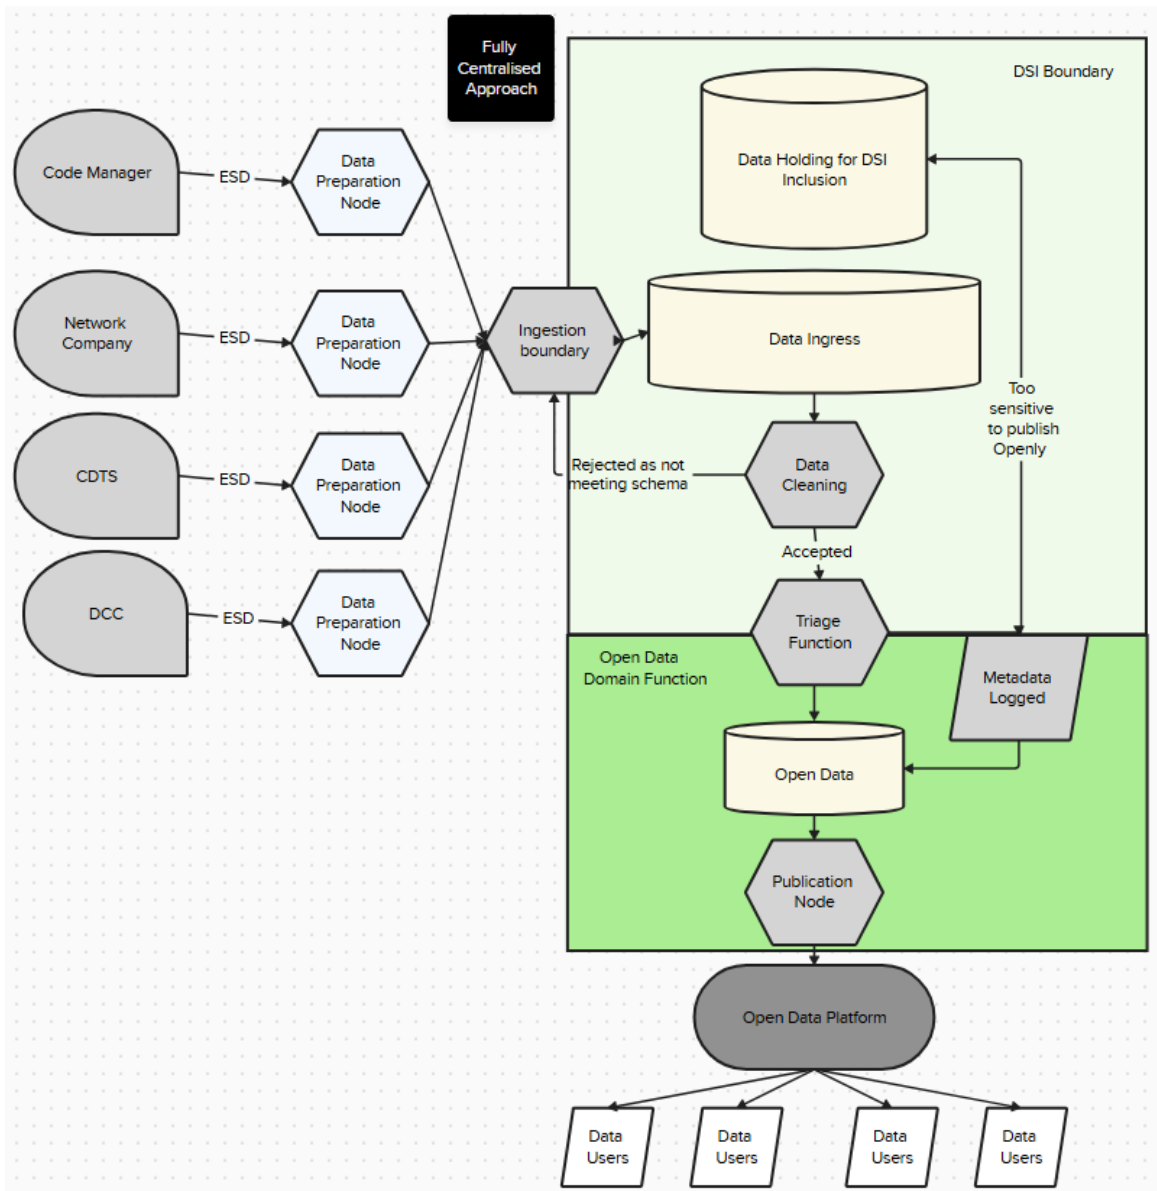 Fully
Centralised
Approach
DSI Boundary
Code Manager
ESD
Data
Preparation
Node
Data Holding for DSI
Inclusion
Network
Company
ESD
Data
Preparation
Node
Ingestion
boundary
Data Ingress
Too
sensitive
to publish
Openly
CDTS
ESD
Data
Preparation
Node
Rejected as not
meeting schema
Data
Cleaning
Accepted
DCC
ESD
Data
Preparation
Node
Triage
Function
Open Data
Domain Function
Metadata
Logged
Open Data
Publication
Node
Open Data Platform
Data
Users
Data
Users
Data
Users
Data
Users